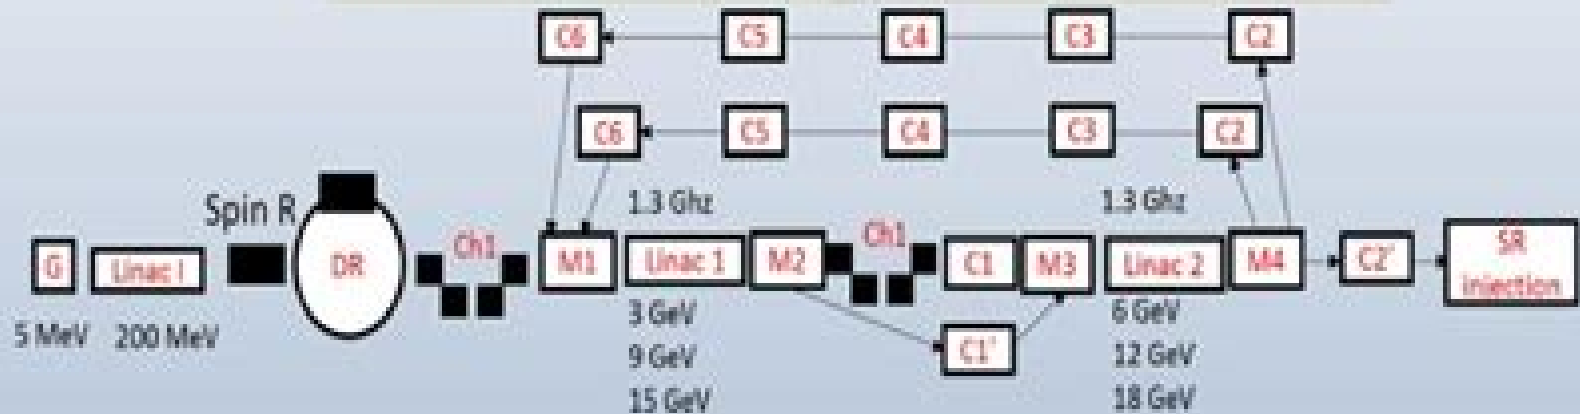 C6 C5 C4 C3 C2
C6 C5 C4 C3 C2
1.3 Ghz 1.3 Ghz
Spin R
Ch1 Ch1
G Linac I DR M1 Linac 1 M2 C1 M3 Linac 2 M4 C2' SR
injection
5 MeV 200 MeV
3 GeV 6 GeV
C1'
9 GeV 12 GeV
15 GeV 18 GeV